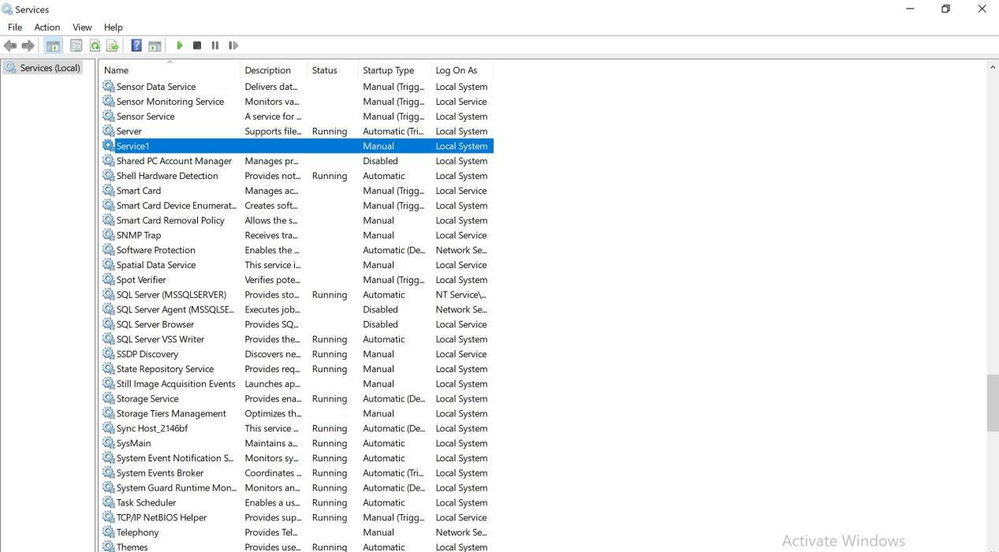 Services
File Action View Help
Services (Local)
Name Description Status Startup Type Log On As
Sensor Data Service Delivers dat... Manual (Trigg... Local System
Sensor Monitoring Service Monitors va... Manual (Trigg... Local Service
Sensor Service A service for ... Manual (Trigg... Local System
Server Supports file... Running Automatic (Tri... Local System
Service1 Manual Local System
Shared PC Account Manager Manages pr... Disabled Local System
Shell Hardware Detection Provides not... Running Automatic Local System
Smart Card Manages ac... Manual (Trigg... Local Service
Smart Card Device Enumerat... Creates soft... Manual (Trigg... Local System
Smart Card Removal Policy Allows the s... Manual Local System
SNMP Trap Receives tra... Manual Local Service
Software Protection Enables the ... Automatic (De... Network Se...
Spatial Data Service This service i... Manual Local Service
Spot Verifier Verifies pote... Manual (Trigg... Local System
SQL Server (MSSQLSERVER) Provides sto... Running Automatic NT Service\...
SQL Server Agent (MSSQLSE... Executes job... Disabled Network Se...
SQL Server Browser Provides SQ... Disabled Local Service
SQL Server VSS Writer Provides the... Running Automatic Local System
SSDP Discovery Discovers ne... Running Manual Local Service
State Repository Service Provides req... Running Manual Local System
Still Image Acquisition Events Launches ap... Manual Local System
Storage Service Provides ena... Running Automatic (De... Local System
Storage Tiers Management Optimizes th... Manual Local System
Sync Host_2146bf This service ... Running Automatic (De... Local System
SysMain Maintains a... Running Automatic Local System
System Event Notification S... Monitors sy... Running Automatic Local System
System Events Broker Coordinates ... Running Automatic (Tri... Local System
System Guard Runtime Mon... Monitors an... Running Automatic (De... Local System
Task Scheduler Enables a us... Running Automatic Local System
TCP/IP NetBIOS Helper Provides sup... Running Manual (Trigg... Local Service
Telephony Provides Tel... Manual Network Se...
Themes Provides use... Running Automatic Local System
Activate Windows